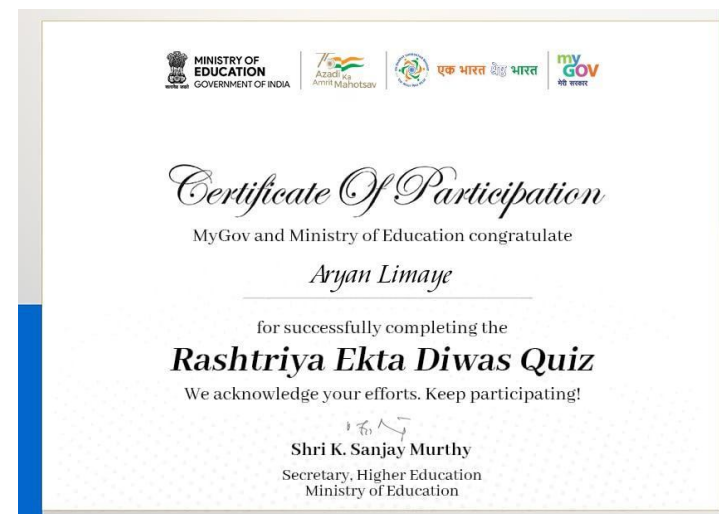 MINISTRY OF
EDUCATION
GOVERNMENT OF INDIA
Azadi Ka
Amrit Mahotsav
एक भारत श्रेष्ठ भारत
my
GOV
मेरी सरकार
Certificate Of Participation
MyGov and Ministry of Education congratulate
Aryan Limaye
for successfully completing the
Rashtriya Ekta Diwas Quiz
We acknowledge your efforts. Keep participating!
Shri K. Sanjay Murthy
Secretary, Higher Education
Ministry of Education